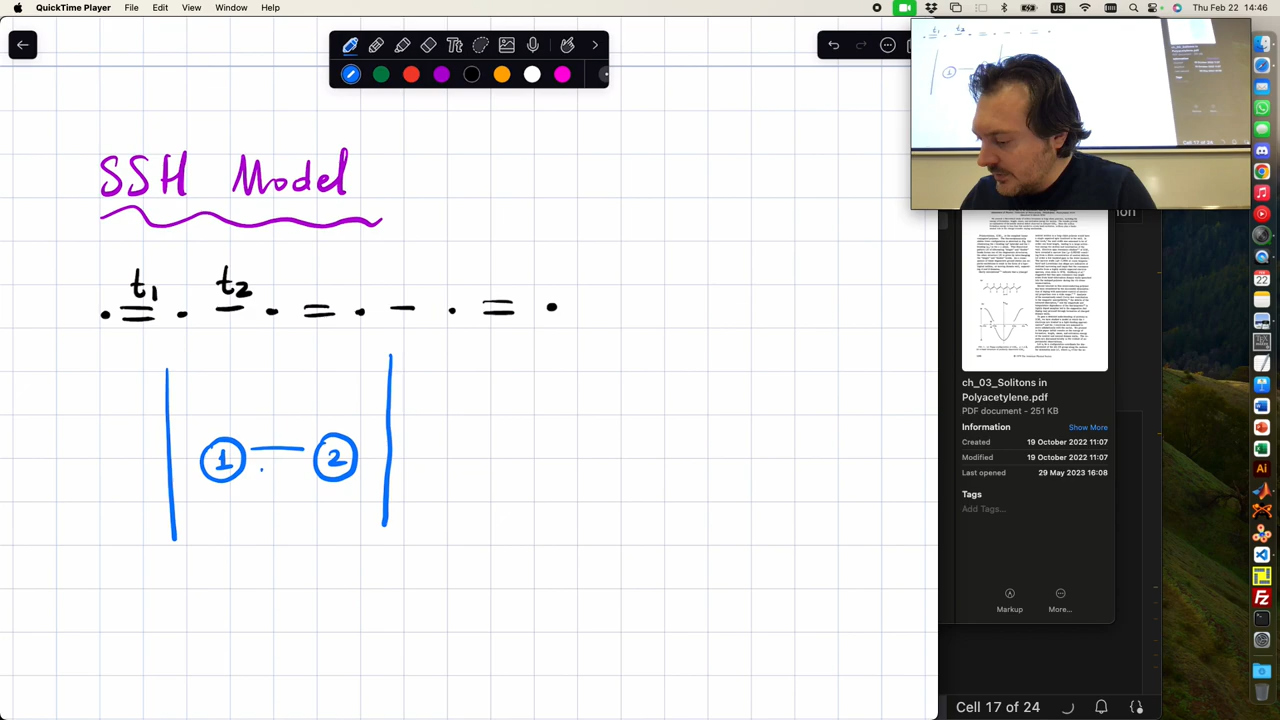 QuickTime Player File Edit View Window Help
US Thu Feb 22 14:46
SSH Model
t1 t2
. = . - . = . - . = .
1 — 2
ion
ch_03_Solitons in
Polyacetylene.pdf
PDF document - 251 KB
Information Show More
Created 19 October 2022 11:07
Modified 19 October 2022 11:07
Last opened 29 May 2023 16:08
Tags
Add Tags…
Markup More…
Cell 17 of 24